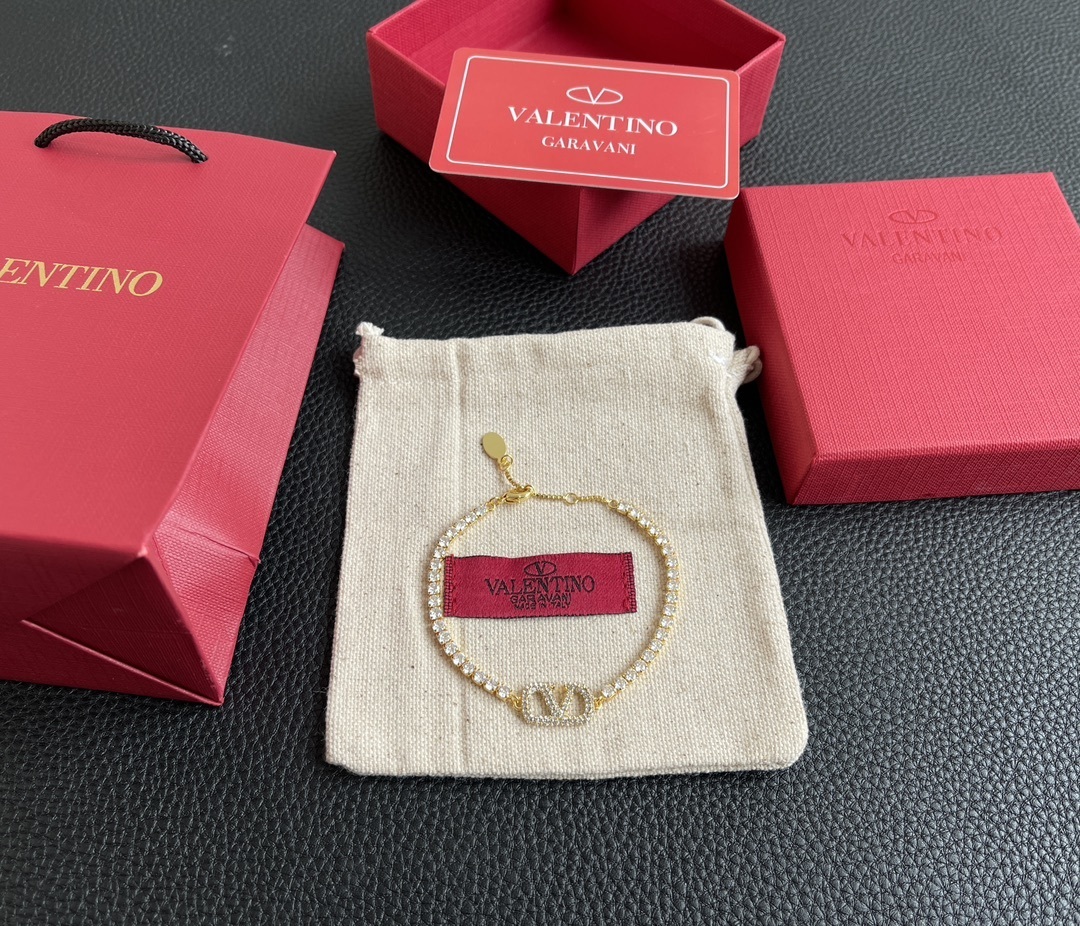 VALENTINO
GARAVANI
VALENTINO
GARAVANI
ENTINO
VALENTINO
GARAVANI
MADE IN ITALY
V